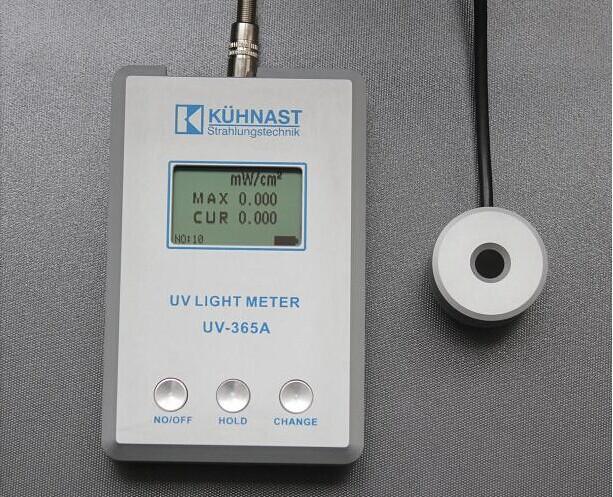 KÜHNAST
Strahlungstechnik
mW/cm²
MAX 0.000
CUR 0.000
NO:10
UV LIGHT METER
UV-365A
NO/OFF HOLD CHANGE